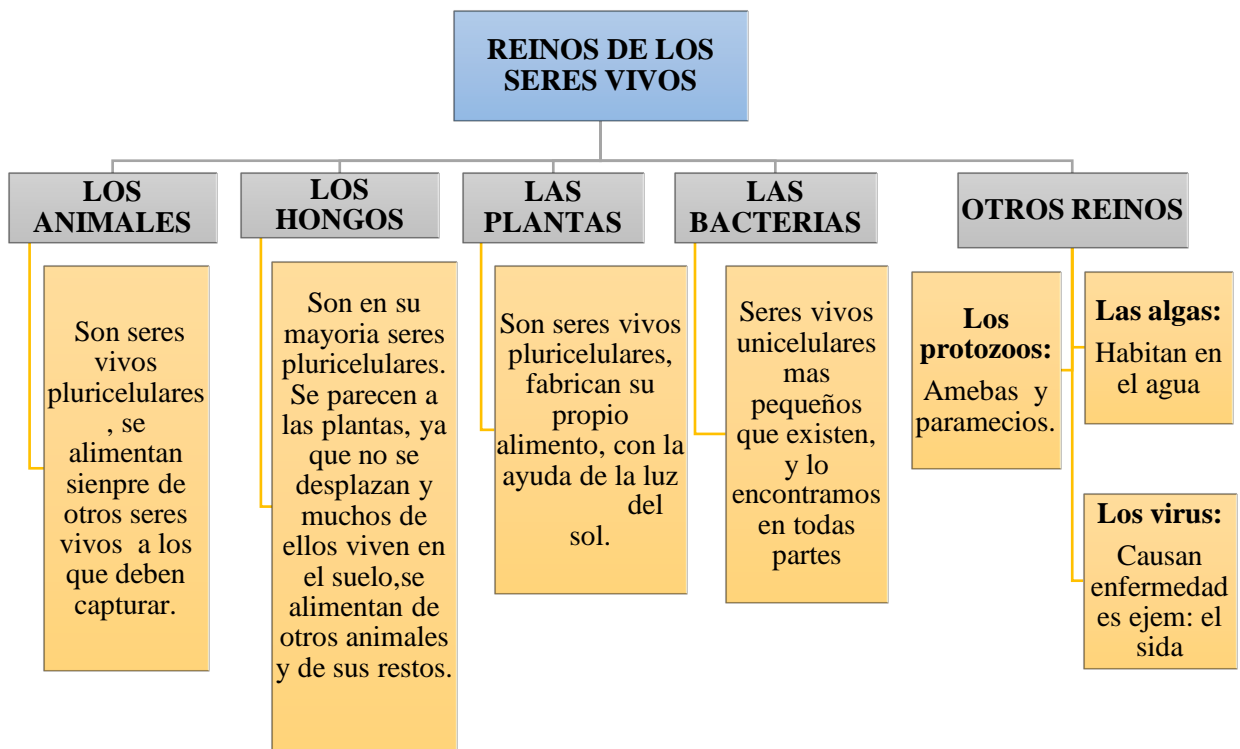 REINOS DE LOS
SERES VIVOS
LOS
ANIMALES
Son seres
vivos
pluricelulares
, se
alimentan
sienpre de
otros seres
vivos a los
que deben
capturar.
LOS
HONGOS
Son en su
mayoria seres
pluricelulares.
Se parecen a
las plantas, ya
que no se
desplazan y
muchos de
ellos viven en
el suelo,se
alimentan de
otros animales
y de sus restos.
LAS
PLANTAS
Son seres vivos
pluricelulares,
fabrican su
propio
alimento, con la
ayuda de la luz
del
sol.
LAS
BACTERIAS
Seres vivos
unicelulares
mas
pequeños
que existen,
y lo
encontramos
en todas
partes
OTROS REINOS
Los
protozoos:
Amebas y
paramecios.
Las algas:
Habitan en
el agua
Los virus:
Causan
enfermedad
es ejem: el
sida